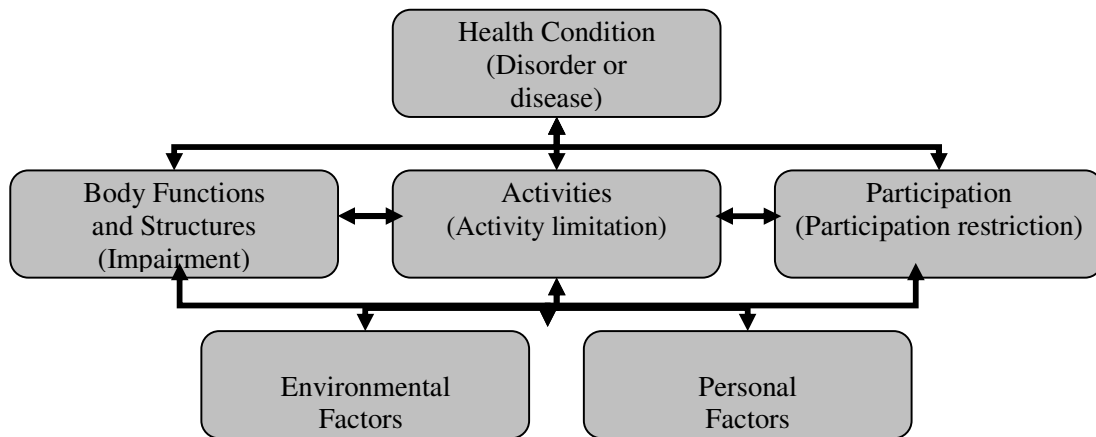 Health Condition
(Disorder or
disease)
Body Functions
and Structures
(Impairment)
Activities
(Activity limitation)
Participation
(Participation restriction)
Environmental
Factors
Personal
Factors